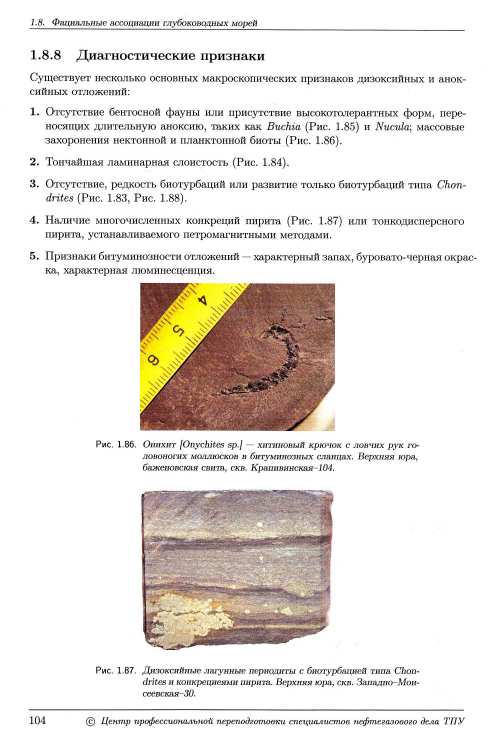 1.8. Фациальные ассоциации глубоководных морей
1.8.8 Диагностические признаки
Существует несколько основных макроскопических признаков дизоксийных и анок-
сийных отложений:
1. Отсутствие бентосной фауны или присутствие высокотолерантных форм, пере-
носящих длительную аноксию, таких как Buchia (Рис. 1.85) и Nucula; массовые
захоронения нектонной и планктонной биоты (Рис. 1.86).
2. Тончайшая ламинарная слоистость (Рис. 1.84).
3. Отсутствие, редкость биотурбаций или развитие только биотурбаций типа Chon-
drites (Рис. 1.83, Рис. 1.88).
4. Наличие многочисленных конкреций пирита (Рис. 1.87) или тонкодисперсного
пирита, устанавливаемого петромагнитными методами.
5. Признаки битуминозности отложений — характерный запах, буровато-черная окрас-
ка, характерная люминесценция.
4
5
6
Рис. 1.86. Онихит [Onychites sp.] — хитиновый крючок с ловчих рук го-
ловоногих моллюсков в битуминозных сланцах. Верхняя юра,
баженовская свита, скв. Крапивинская-104.
Рис. 1.87. Дизоксийные лагунные периодиты с биотурбацией типа Chon-
drites и конкрециями пирита. Верхняя юра, скв. Западно-Мои-
сеевская-30.
104 © Центр профессиональной переподготовки специалистов нефтегазового дела ТПУ